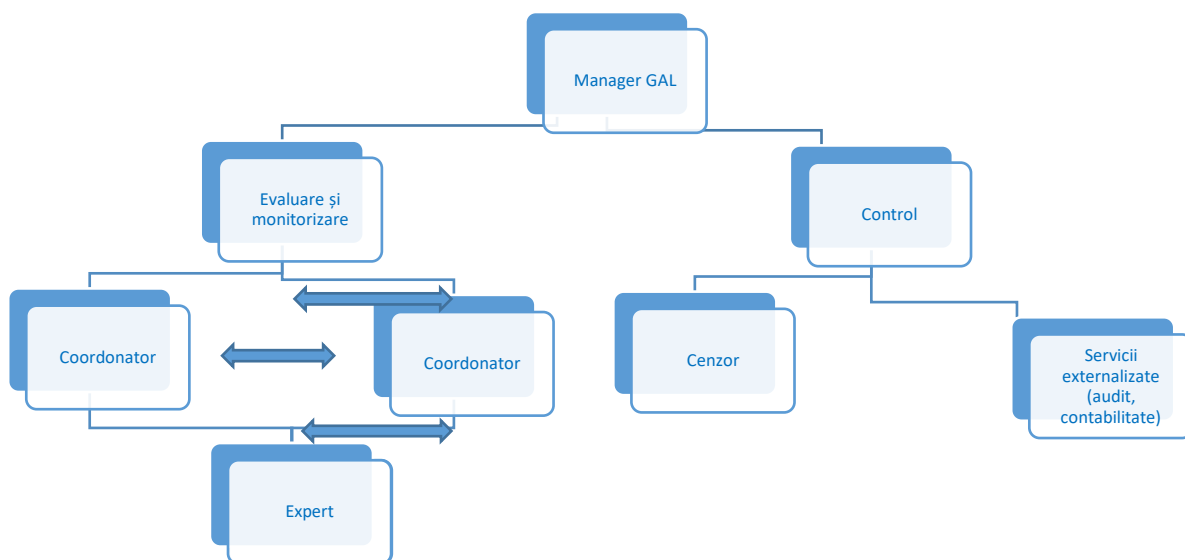 Manager GAL
Evaluare și
monitorizare
Control
Coordonator
Coordonator
Cenzor
Servicii
externalizate
(audit,
contabilitate)
Expert